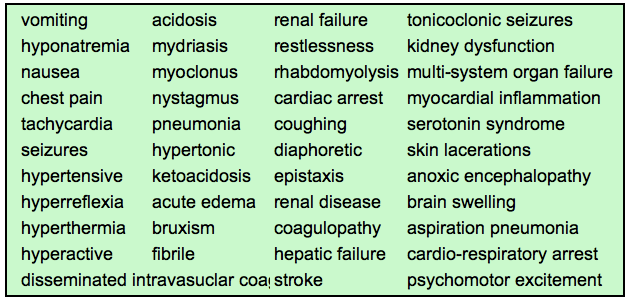 vomiting acidosis renal failure tonicoclonic seizures
hyponatremia mydriasis restlessness kidney dysfunction
nausea myoclonus rhabdomyolysis multi-system organ failure
chest pain nystagmus cardiac arrest myocardial inflammation
tachycardia pneumonia coughing serotonin syndrome
seizures hypertonic diaphoretic skin lacerations
hypertensive ketoacidosis epistaxis anoxic encephalopathy
hyperreflexia acute edema renal disease brain swelling
hyperthermia bruxism coagulopathy aspiration pneumonia
hyperactive fibrile hepatic failure cardio-respiratory arrest
disseminated intravasuclar coag stroke psychomotor excitement